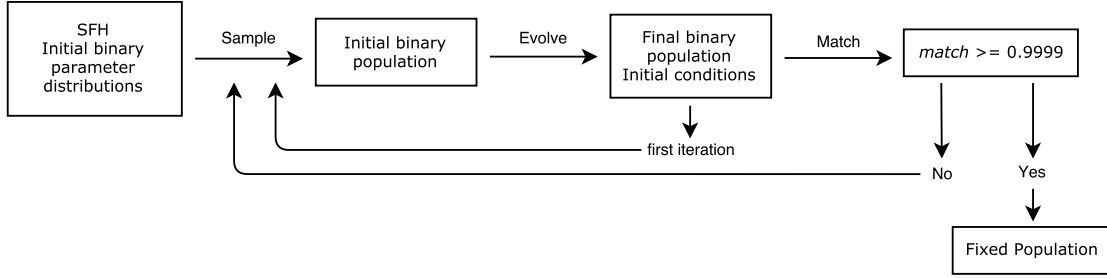 SFH
Initial binary
parameter
distributions
Sample
Initial binary
population
Evolve
Final binary
population
Initial conditions
Match
match >= 0.9999
first iteration
No
Yes
Fixed Population